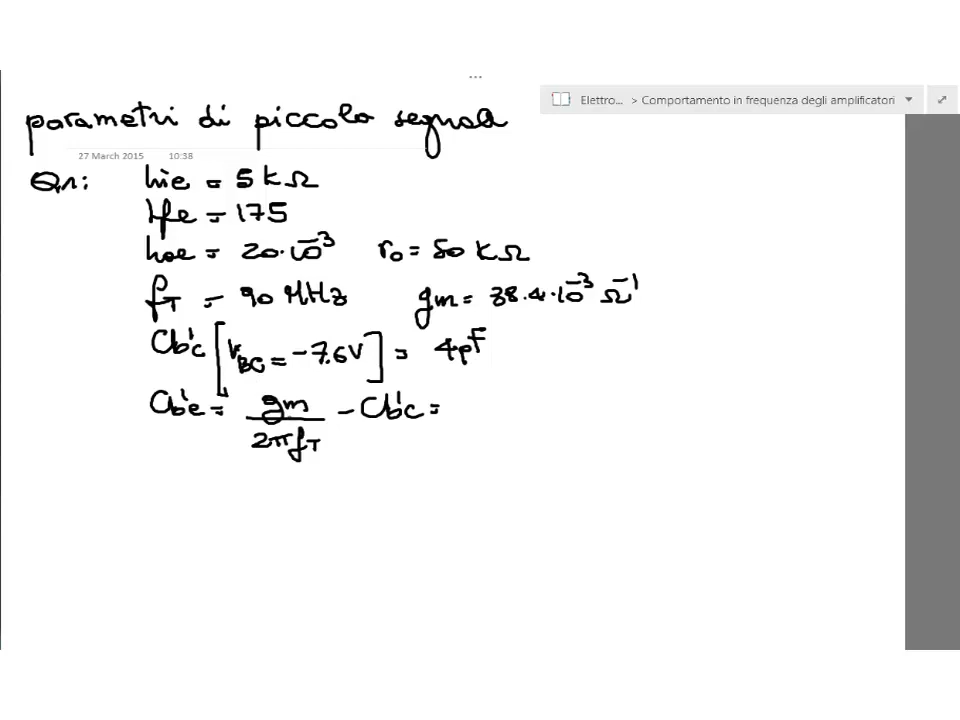 ...
Elettro... > Comportamento in frequenza degli amplificatori
parametri di piccolo segnale
27 March 2015 10:38
Q1: hie = 5 kΩ
hfe = 175
hoe = 20·10⁻³ ro = 50 kΩ
fT = 90 MHz gm = 38.4·10⁻³ Ω⁻¹
Cb'c [VBC = -7.6V] = 4pF
Cb'e = gm / 2πfT - Cb'c =